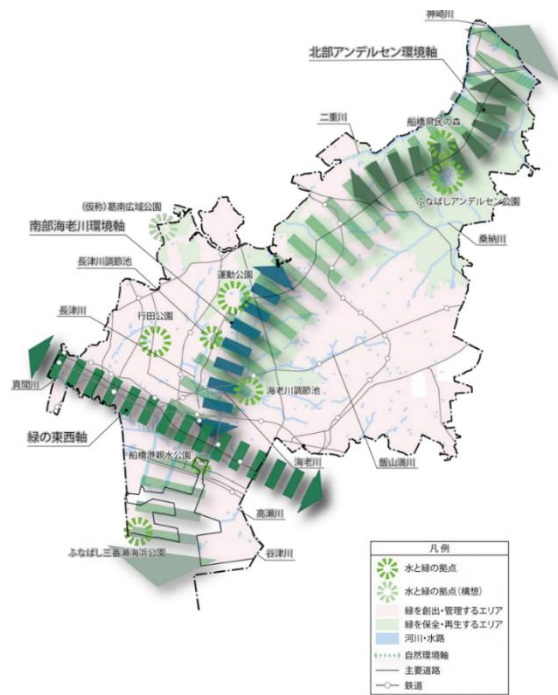 神崎川
北部アンデルセン環境軸
船橋県民の森
二重川
ふなばしアンデルセン公園
(仮称)葛南広域公園
桑納川
南部海老川環境軸
長津川調節池
運動公園
長津川
行田公園
真間川
海老川調節池
緑の東西軸
船橋港親水公園
海老川
飯山満川
高瀬川
ふなばし三番瀬海浜公園
谷津川
凡例
水と緑の拠点
水と緑の拠点(構想)
緑を創出・管理するエリア
緑を保全・再生するエリア
河川・水路
自然環境軸
主要道路
鉄道